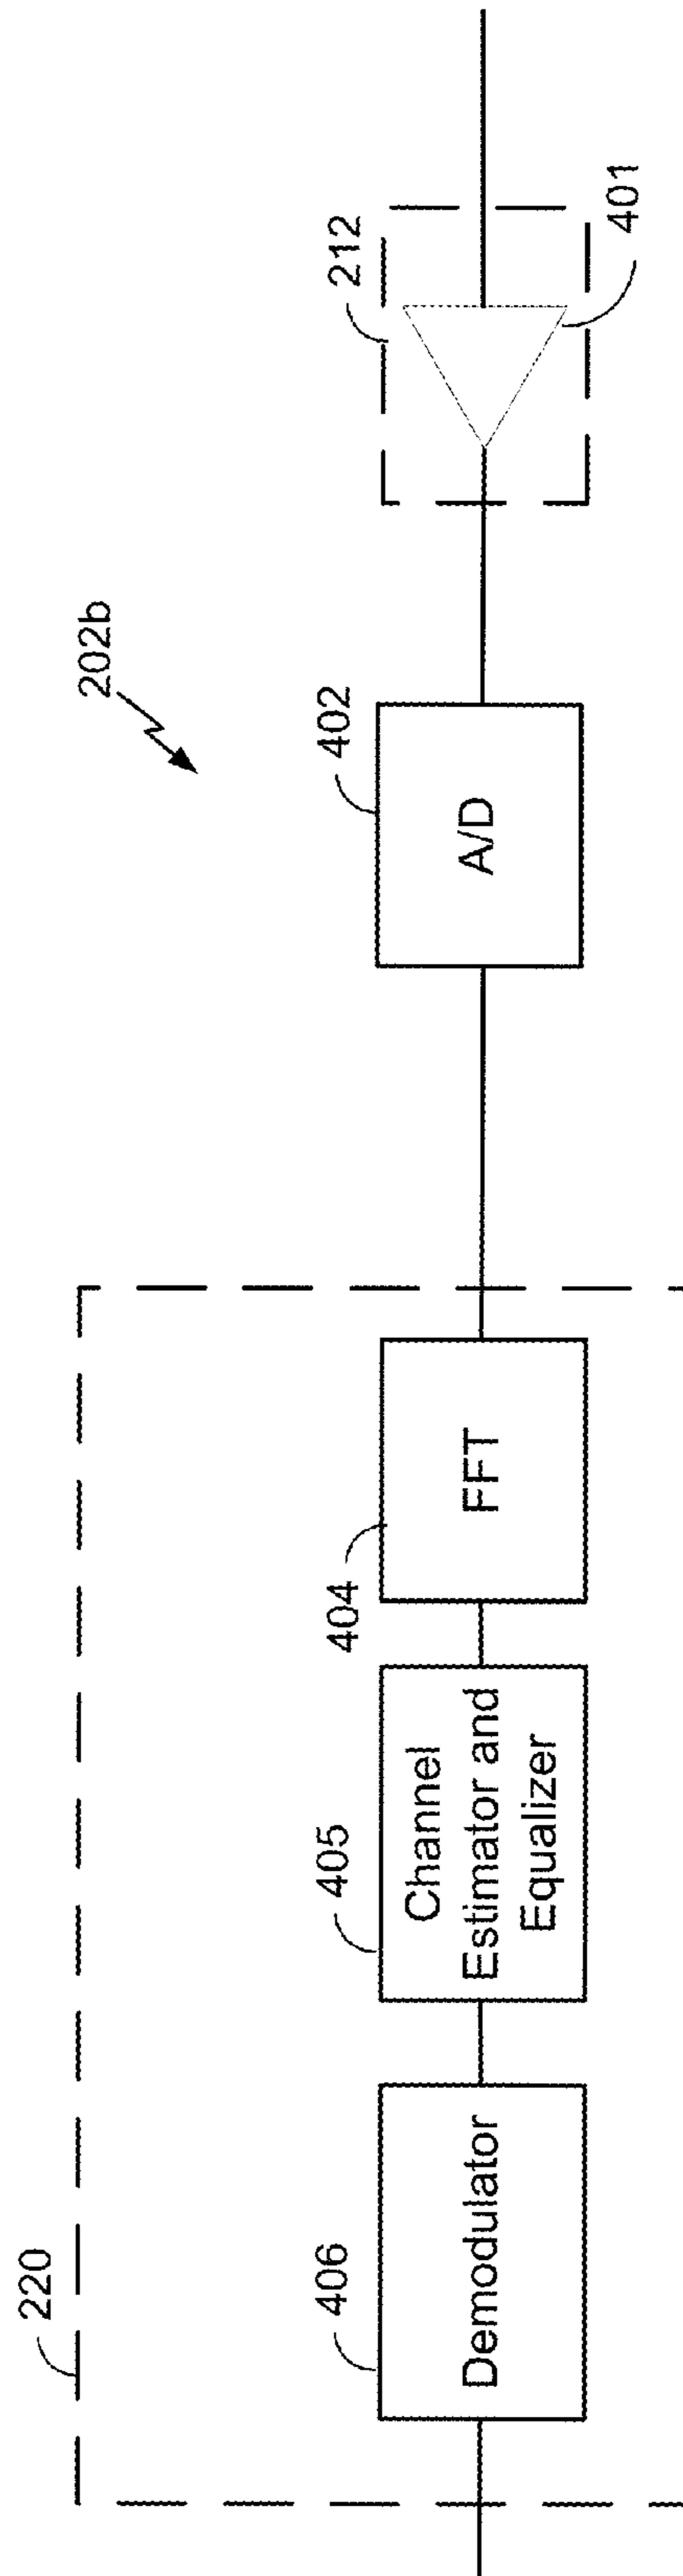 202b
220
406
Demodulator
405
Channel
Estimator and
Equalizer
404
FFT
402
A/D
212
401